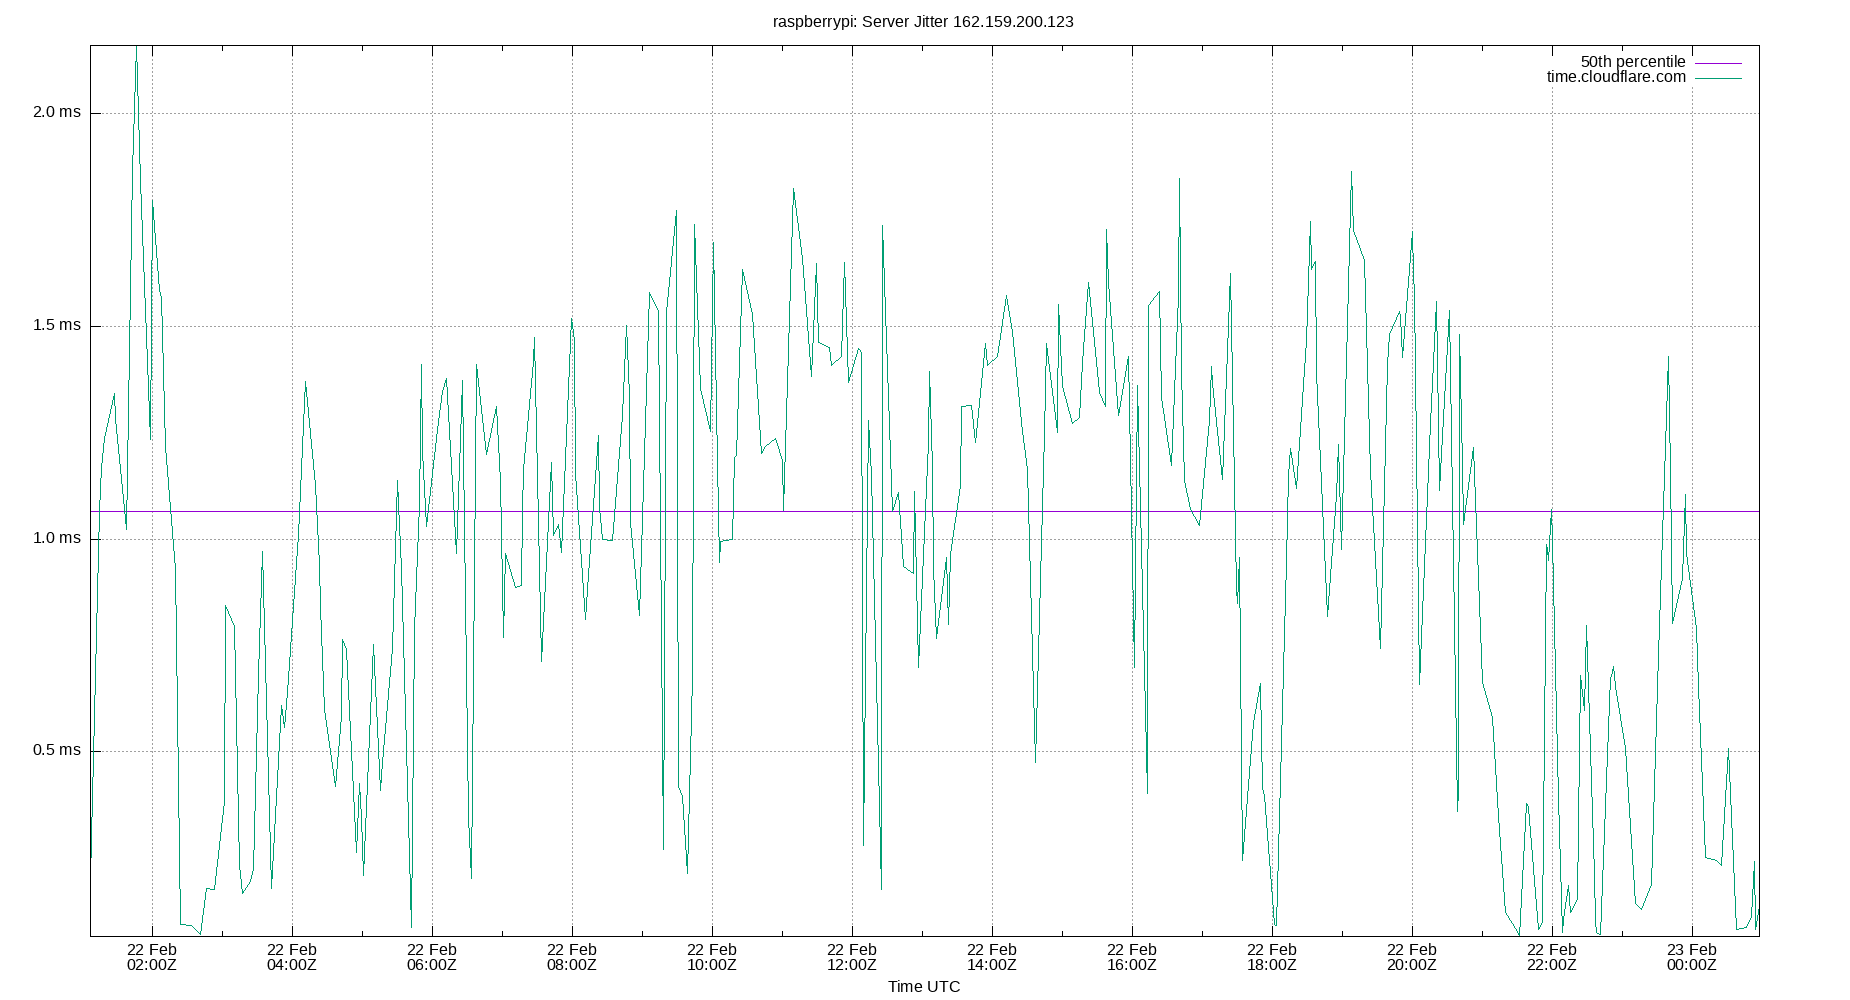 raspberrypi: Server Jitter 162.159.200.123
50th percentile
time.cloudflare.com
2.0 ms
1.5 ms
1.0 ms
0.5 ms
22 Feb 22 Feb 22 Feb 22 Feb 22 Feb 22 Feb 22 Feb 22 Feb 22 Feb 22 Feb 22 Feb 23 Feb
02:00Z 04:00Z 06:00Z 08:00Z 10:00Z 12:00Z 14:00Z 16:00Z 18:00Z 20:00Z 22:00Z 00:00Z
Time UTC